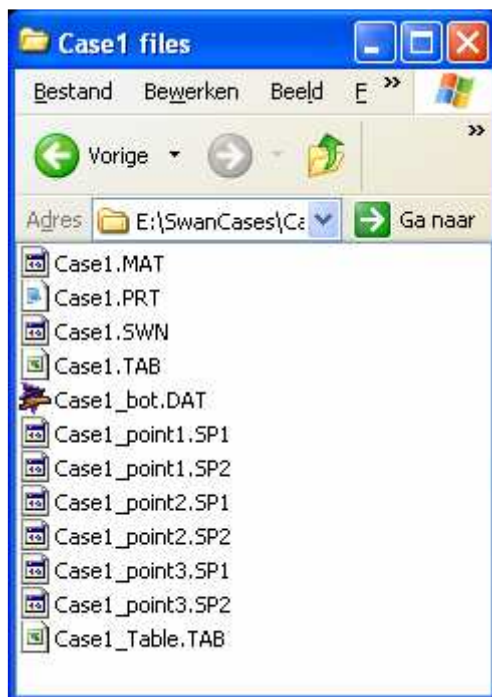 Case1 files
Bestand Bewerken Beeld E »
Vorige »
Adres E:\SwanCases\Ca Ga naar
Case1.MAT
Case1.PRT
Case1.SWN
Case1.TAB
Case1_bot.DAT
Case1_point1.SP1
Case1_point1.SP2
Case1_point2.SP1
Case1_point2.SP2
Case1_point3.SP1
Case1_point3.SP2
Case1_Table.TAB